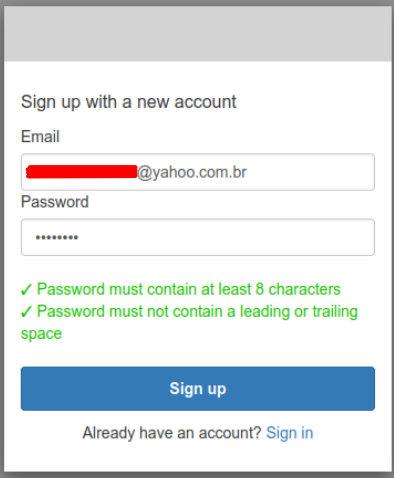 Sign up with a new account
Email
@yahoo.com.br
Password
••••••••
✓ Password must contain at least 8 characters
✓ Password must not contain a leading or trailing
space
Sign up
Already have an account? Sign in